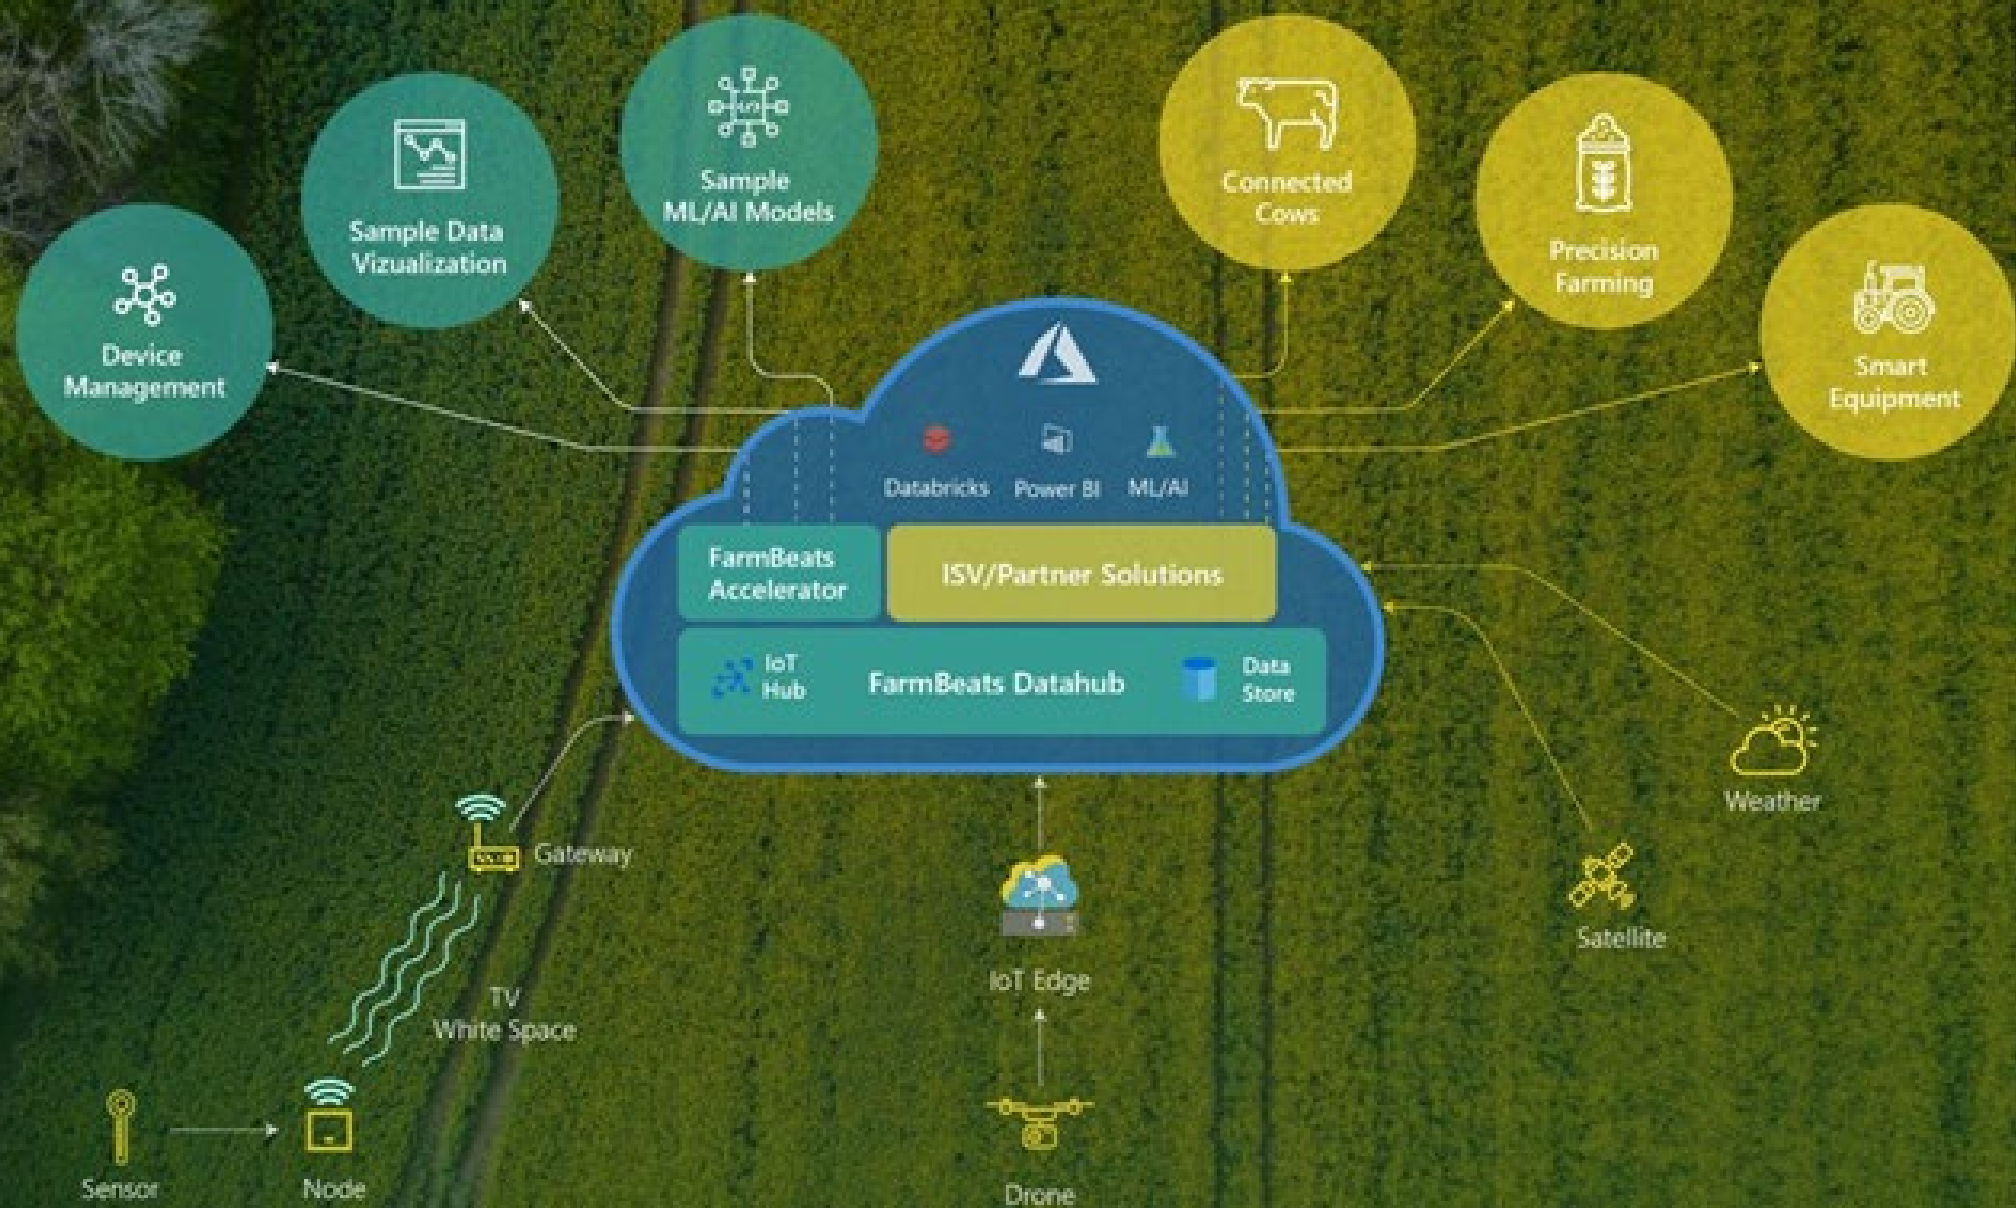 Sample
ML/AI Models
Connected
Cows
Sample Data
Vizualization
Precision
Farming
Device
Management
Smart
Equipment
Databricks
Power BI
ML/AI
FarmBeats
Accelerator
ISV/Partner Solutions
IoT
Hub
FarmBeats Datahub
Data
Store
Weather
Gateway
Satellite
IoT Edge
TV
White Space
Sensor
Node
Drone